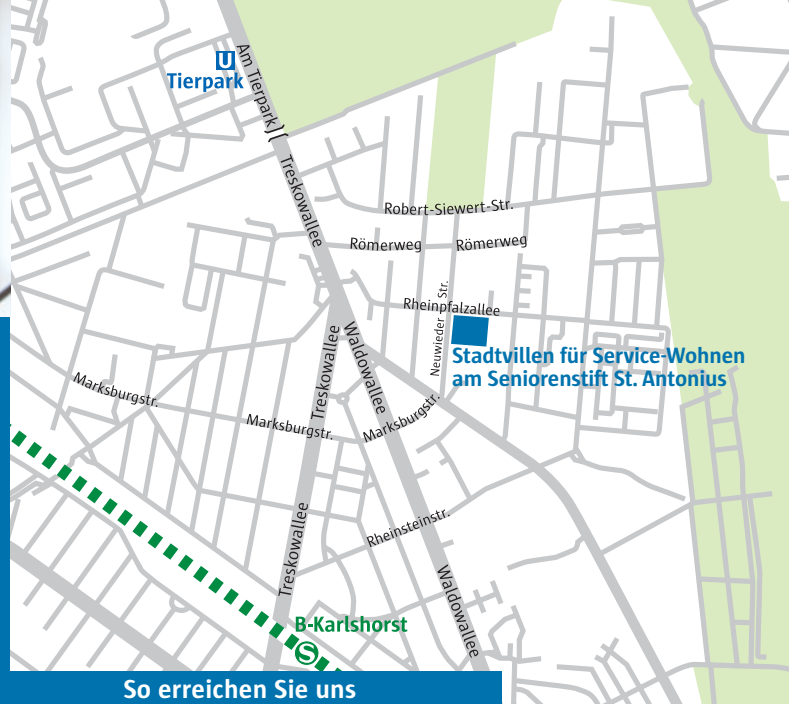 U
Tierpark
Am Tierpark
Treskowallee
Robert-Siewert-Str.
Römerweg
Römerweg
Rheinpfalzallee
Neuwieder Str.
Stadtvillen für Service-Wohnen
am Seniorenstift St. Antonius
Treskowallee
Waldowallee
Marksburgstr.
Marksburgstr.
Marksburgstr.
Rheinsteinstr.
Treskowallee
Waldowallee
B-Karlshorst
S
So erreichen Sie uns